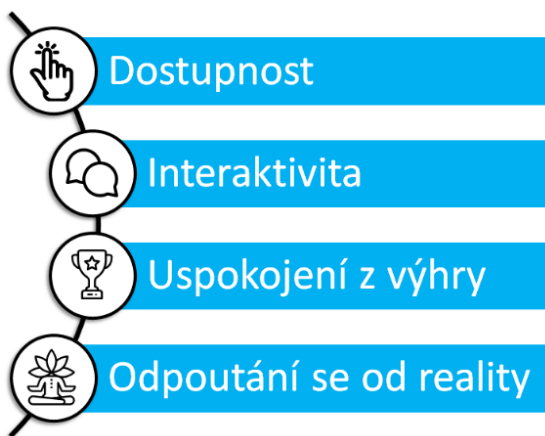 Dostupnost
Interaktivita
Uspokojení z výhry
Odpoutání se od reality